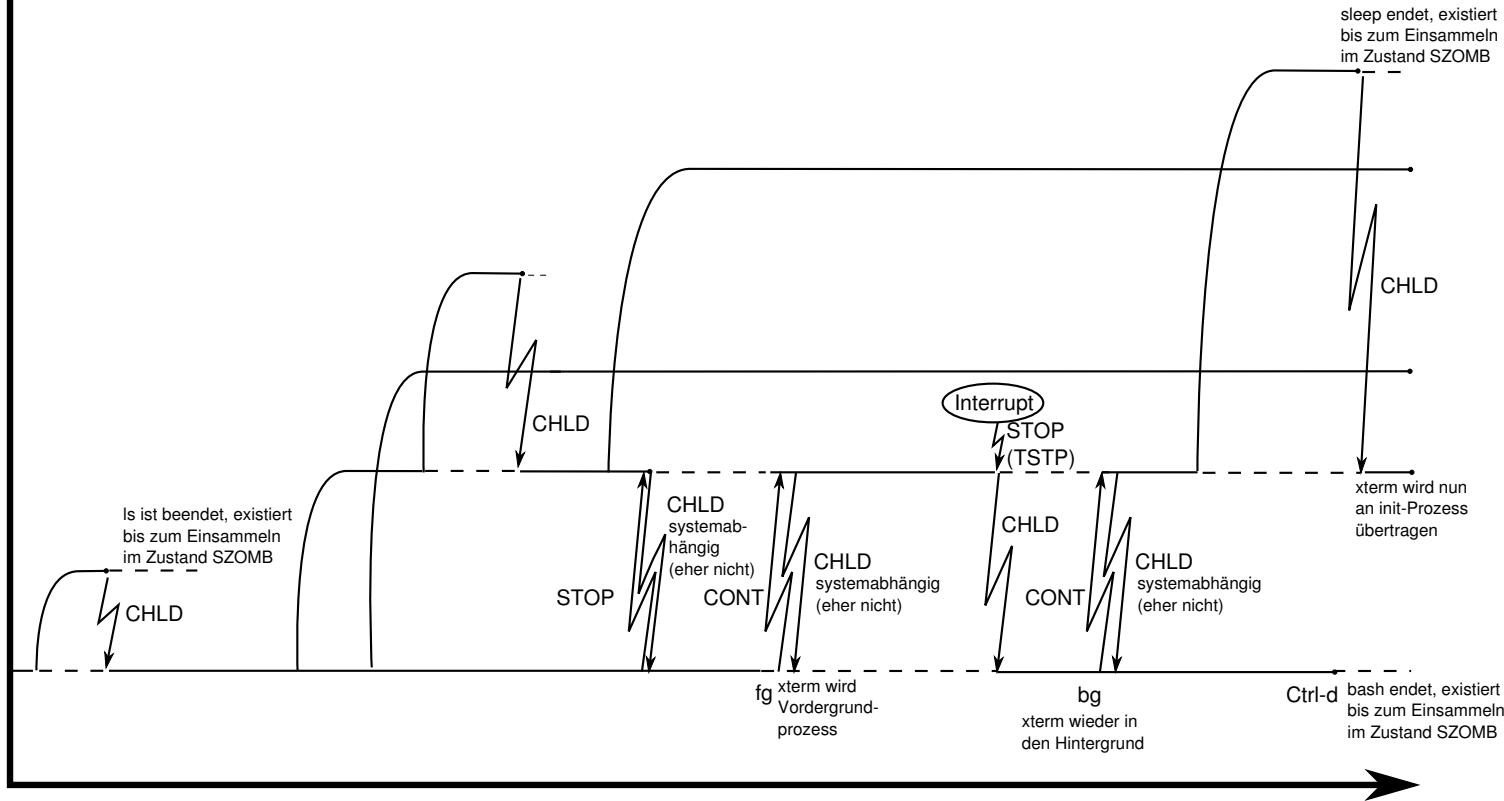 sleep endet, existiert
bis zum Einsammeln
im Zustand SZOMB
CHLD
CHLD
Interrupt
STOP
(TSTP)
ls ist beendet, existiert
bis zum Einsammeln
im Zustand SZOMB
CHLD
STOP
CHLD
systemab-
hängig
(eher nicht)
CONT
CHLD
systemabhängig
(eher nicht)
CHLD
CONT
CHLD
systemabhängig
(eher nicht)
xterm wird nun
an init-Prozess
übertragen
fg
xterm wird
Vordergrund-
prozess
bg
xterm wieder in
den Hintergrund
Ctrl-d
bash endet, existiert
bis zum Einsammeln
im Zustand SZOMB